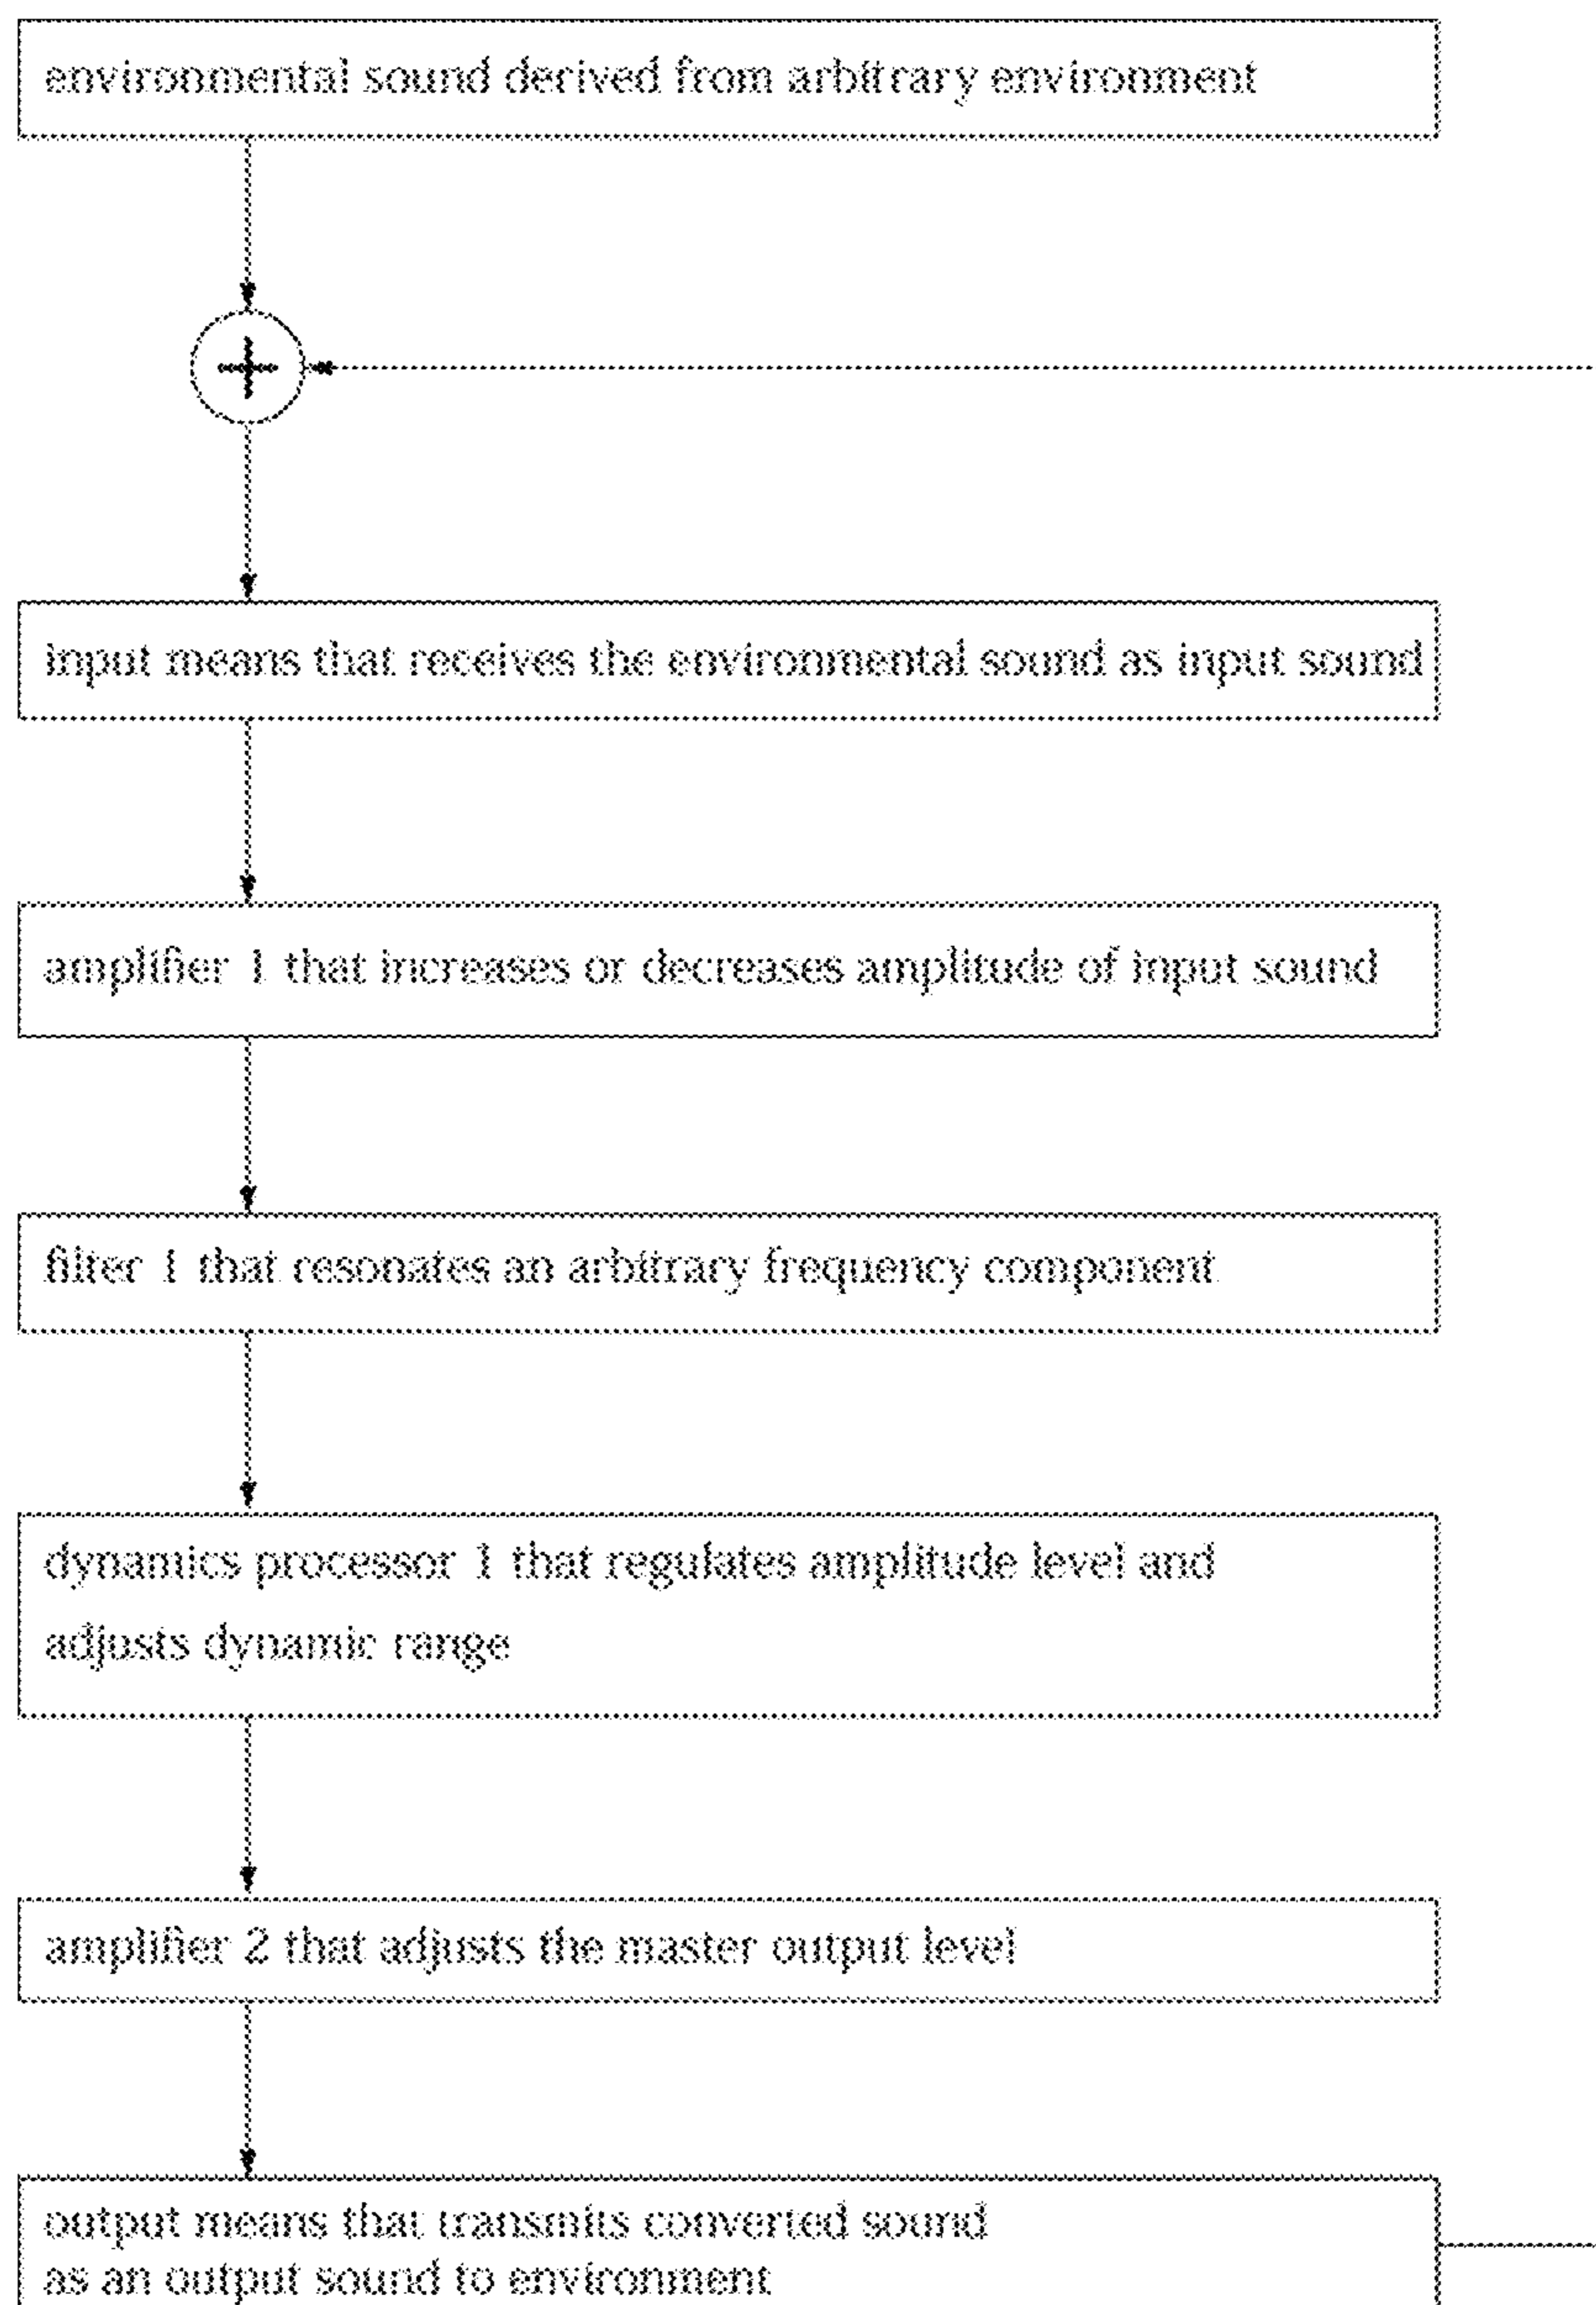 environmental sound derived from arbitrary environment
+
input means that receives the environmental sound as input sound
amplifier 1 that increases or decreases amplitude of input sound
filter 1 that resonates an arbitrary frequency component
dynamics processor 1 that regulates amplitude level and
adjusts dynamic range
amplifier 2 that adjusts the master output level
output means that transmits converted sound
as an output sound to environment